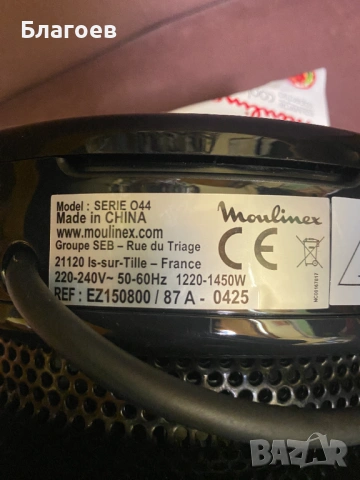 Благоев
Model : SERIE O44
Made in CHINA
www.moulinex.com
Groupe SEB – Rue du Triage
21120 Is-sur-Tille – France
220-240V~ 50-60Hz 1220-1450W
REF : EZ150800 / 87 A - 0425
Moulinex
CE
BAZAR